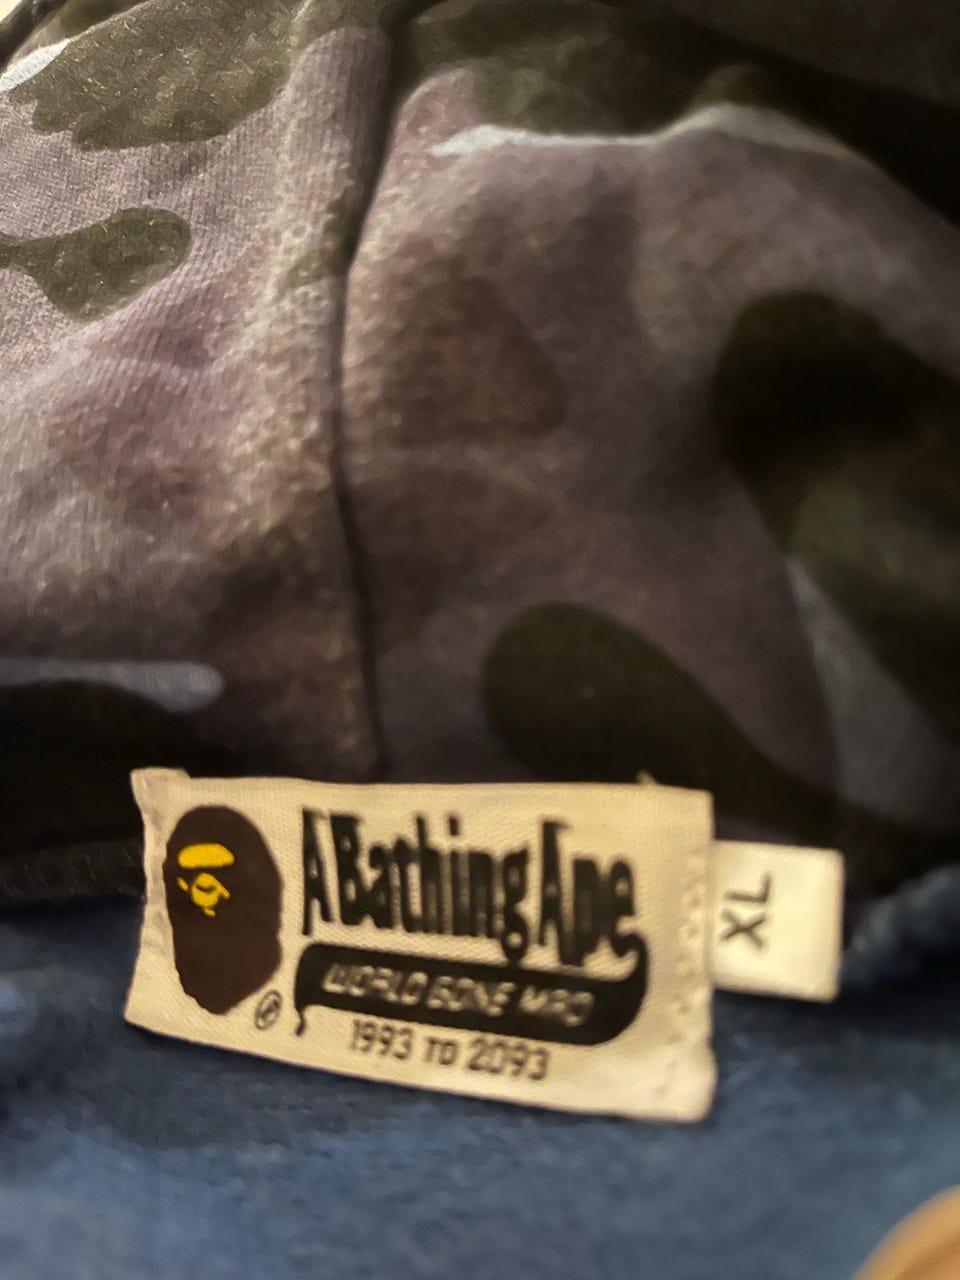 A Bathing Ape
WORLD GONE MAD
1993 TO 2093
®
XL